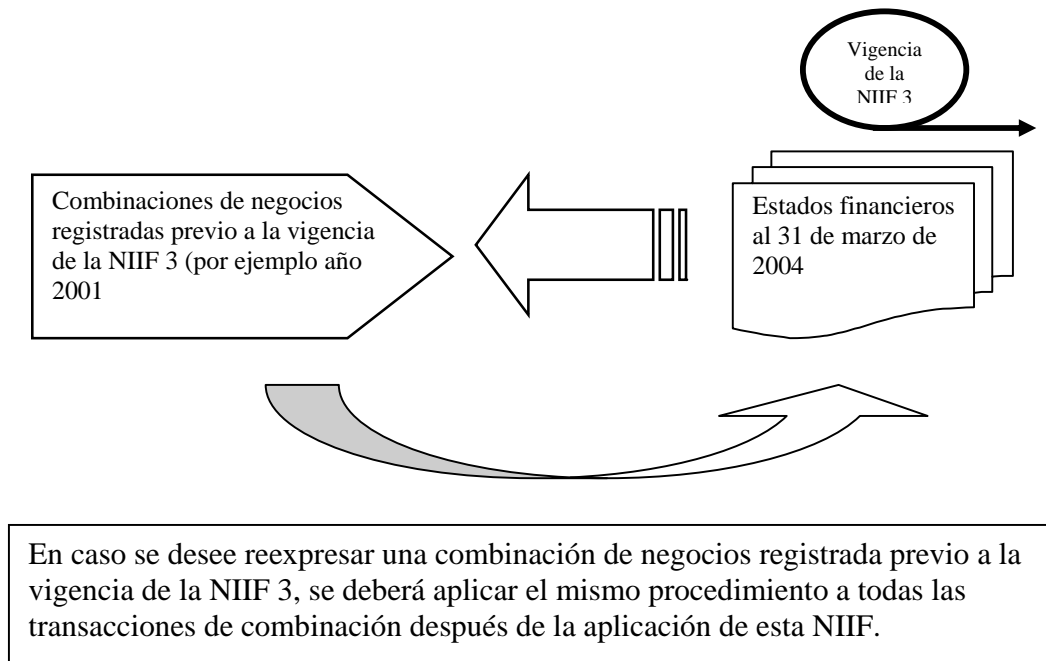 Vigencia
de la
NIIF 3
Combinaciones de negocios
registradas previo a la vigencia
de la NIIF 3 (por ejemplo año
2001
Estados financieros
al 31 de marzo de
2004
En caso se desee reexpresar una combinación de negocios registrada previo a la
vigencia de la NIIF 3, se deberá aplicar el mismo procedimiento a todas las
transacciones de combinación después de la aplicación de esta NIIF.